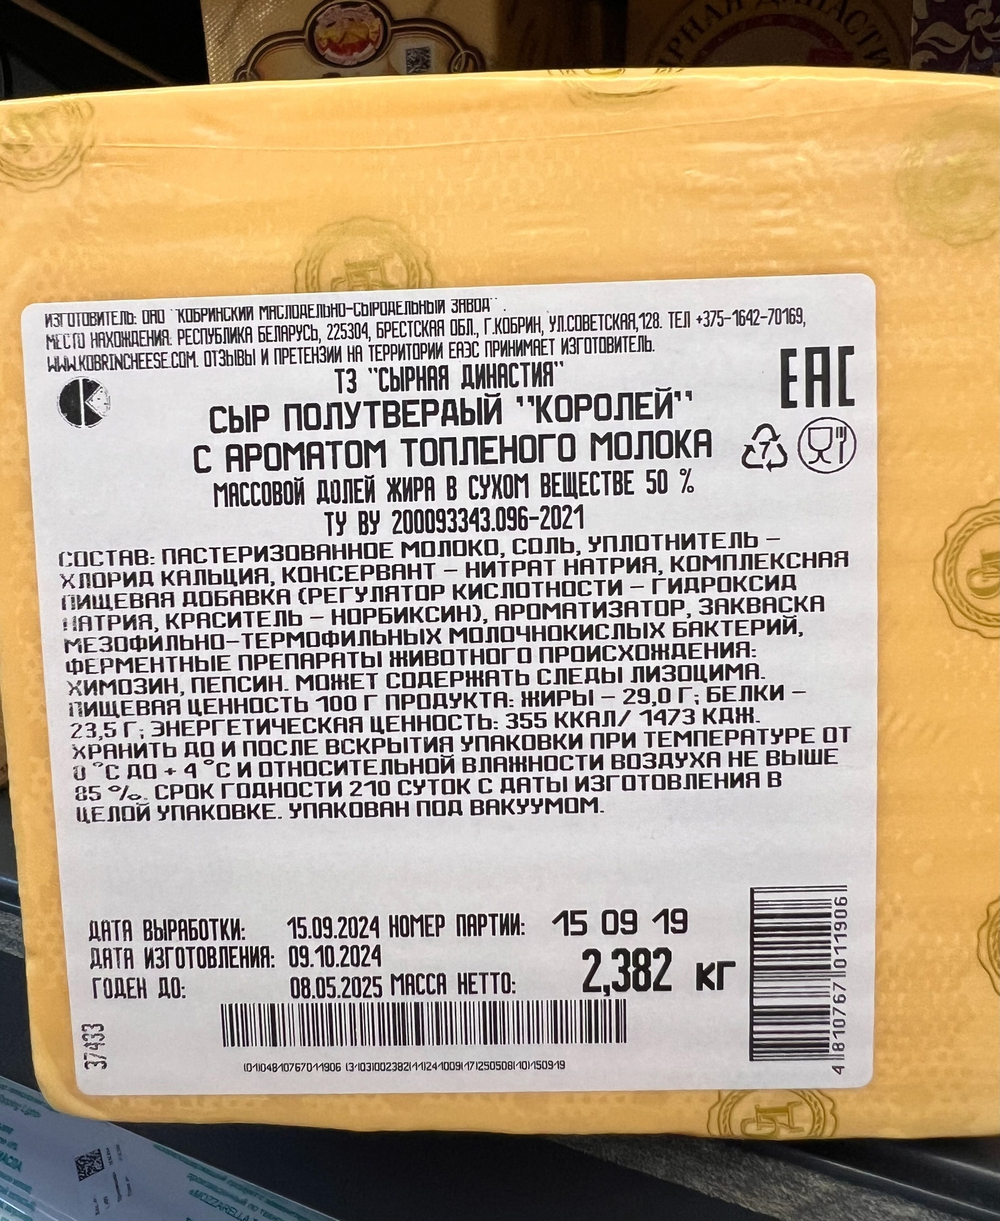 ЯРНАЯ ДИНАСТИ
ИЗГОТОВИТЕЛЬ: ОАО "КОБРИНСКИЙ МАСЛОДЕЛЬНО-СЫРОДЕЛЬНЫЙ ЗАВОД".
МЕСТО НАХОЖДЕНИЯ: РЕСПУБЛИКА БЕЛАРУСЬ, 225304, БРЕСТСКАЯ ОБЛ., Г.КОБРИН, УЛ.СОВЕТСКАЯ,128. ТЕЛ +375-1642-70169,
WWW.KOBRINCHEESE.COM. ОТЗЫВЫ И ПРЕТЕНЗИИ НА ТЕРРИТОРИИ ЕАЭС ПРИНИМАЕТ ИЗГОТОВИТЕЛЬ.
ТЗ "СЫРНАЯ ДИНАСТИЯ"
EAC
СЫР ПОЛУТВЕРДЫЙ "КОРОЛЕЙ"
С АРОМАТОМ ТОПЛЕНОГО МОЛОКА
7
МАССОВОЙ ДОЛЕЙ ЖИРА В СУХОМ ВЕЩЕСТВЕ 50 %
ТУ BY 200093343.096-2021
СОСТАВ: ПАСТЕРИЗОВАННОЕ МОЛОКО, СОЛЬ, УПЛОТНИТЕЛЬ –
ХЛОРИД КАЛЬЦИЯ, КОНСЕРВАНТ – НИТРАТ НАТРИЯ, КОМПЛЕКСНАЯ
ПИЩЕВАЯ ДОБАВКА (РЕГУЛЯТОР КИСЛОТНОСТИ – ГИДРОКСИД
НАТРИЯ, КРАСИТЕЛЬ – НОРБИКСИН), АРОМАТИЗАТОР, ЗАКВАСКА
МЕЗОФИЛЬНО-ТЕРМОФИЛЬНЫХ МОЛОЧНОКИСЛЫХ БАКТЕРИЙ,
ФЕРМЕНТНЫЕ ПРЕПАРАТЫ ЖИВОТНОГО ПРОИСХОЖДЕНИЯ:
ХИМОЗИН, ПЕПСИН. МОЖЕТ СОДЕРЖАТЬ СЛЕДЫ ЛИЗОЦИМА.
ПИЩЕВАЯ ЦЕННОСТЬ 100 Г ПРОДУКТА: ЖИРЫ – 29,0 Г; БЕЛКИ –
23,5 Г; ЭНЕРГЕТИЧЕСКАЯ ЦЕННОСТЬ: 355 ККАЛ/ 1473 КДЖ.
ХРАНИТЬ ДО И ПОСЛЕ ВСКРЫТИЯ УПАКОВКИ ПРИ ТЕМПЕРАТУРЕ ОТ
0 °С ДО + 4 °С И ОТНОСИТЕЛЬНОЙ ВЛАЖНОСТИ ВОЗДУХА НЕ ВЫШЕ
85 %. СРОК ГОДНОСТИ 210 СУТОК С ДАТЫ ИЗГОТОВЛЕНИЯ В
ЦЕЛОЙ УПАКОВКЕ. УПАКОВАН ПОД ВАКУУМОМ.
ДАТА ВЫРАБОТКИ: 15.09.2024 НОМЕР ПАРТИИ: 15 09 19
ДАТА ИЗГОТОВЛЕНИЯ: 09.10.2024
ГОДЕН ДО: 08.05.2025 МАССА НЕТТО: 2,382 кг
37433
(01)04810767011906 (3103)002382(11)241009(17)250508(10)150919
4 810767 011906